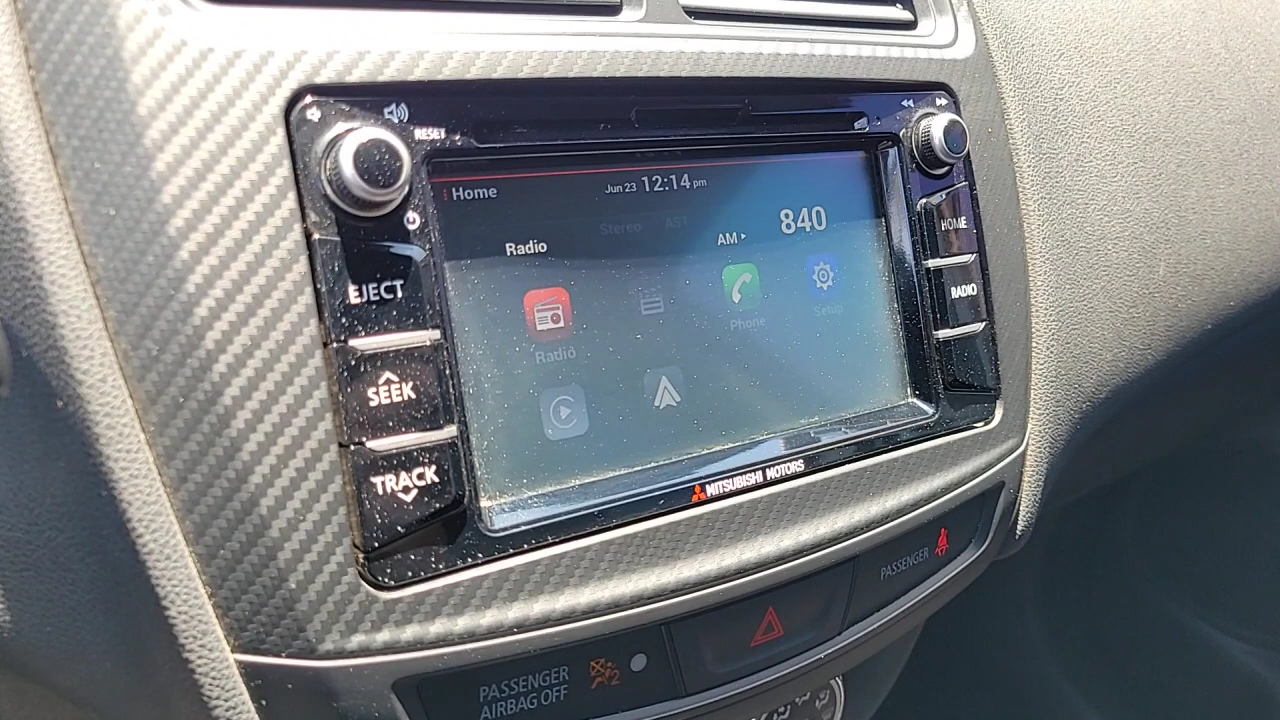 RESET
Home
Jun 23 12:14 pm
Stereo AST
AM 840
Radio
HOME
EJECT
RADIO
Radio
Phone
Setup
SEEK
TRACK
MITSUBISHI MOTORS
PASSENGER
PASSENGER
AIRBAG OFF
2